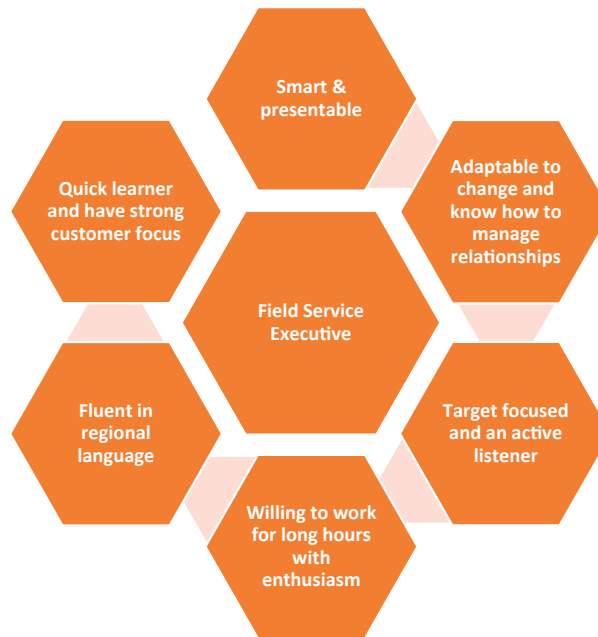 Smart &
presentable
Adaptable to
change and
know how to
manage
relationships
Target focused
and an active
listener
Willing to work
for long hours
with
enthusiasm
Fluent in
regional
language
Quick learner
and have strong
customer focus
Field Service
Executive